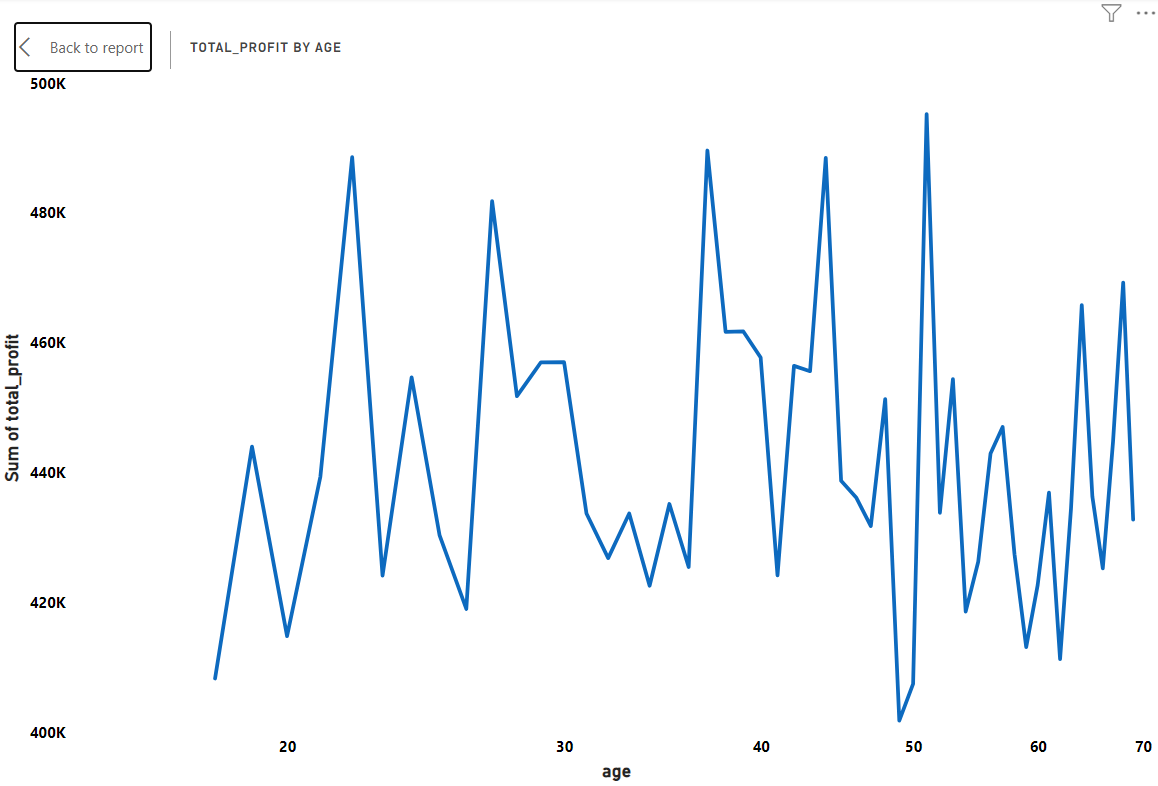 Back to report
TOTAL_PROFIT BY AGE
500K
480K
460K
440K
420K
400K
Sum of total_profit
20 30 40 50 60 70
age